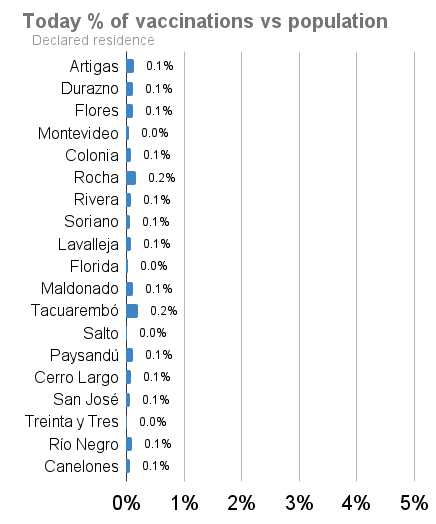 Today % of vaccinations vs population
Declared residence
Artigas 0.1%
Durazno 0.1%
Flores 0.1%
Montevideo 0.0%
Colonia 0.1%
Rocha 0.2%
Rivera 0.1%
Soriano 0.1%
Lavalleja 0.1%
Florida 0.0%
Maldonado 0.1%
Tacuarembó 0.2%
Salto 0.0%
Paysandú 0.1%
Cerro Largo 0.1%
San José 0.1%
Treinta y Tres 0.0%
Río Negro 0.1%
Canelones 0.1%
0% 1% 2% 3% 4% 5%